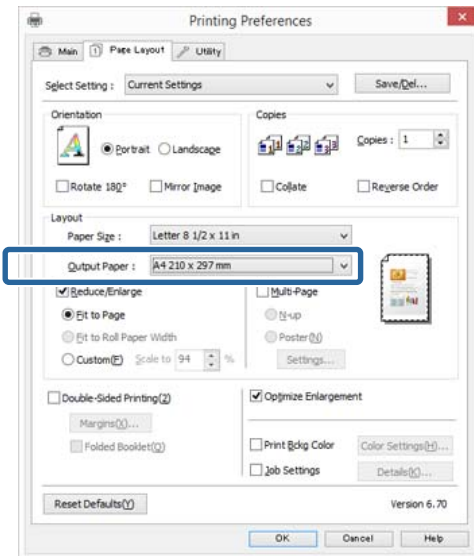 Printing Preferences
Main Page Layout Utility
Select Setting : Current Settings Save/Del...
Orientation Copies
Portrait Landscape Copies : 1
Rotate 180° Mirror Image Collate Reverse Order
Layout
Paper Size : Letter 8 1/2 x 11 in
Output Paper : A4 210 x 297 mm
Reduce/Enlarge Multi-Page
Fit to Page N-up
Fit to Roll Paper Width Poster(N)
Custom(F) Scale to 94 % Settings...
Double-Sided Printing(2) Optimize Enlargement
Margins(X)...
Folded Booklet(Q) Print Bckg Color Color Settings(H)...
Job Settings Details(K)...
Reset Defaults(Y) Version 6.70
OK Cancel Help